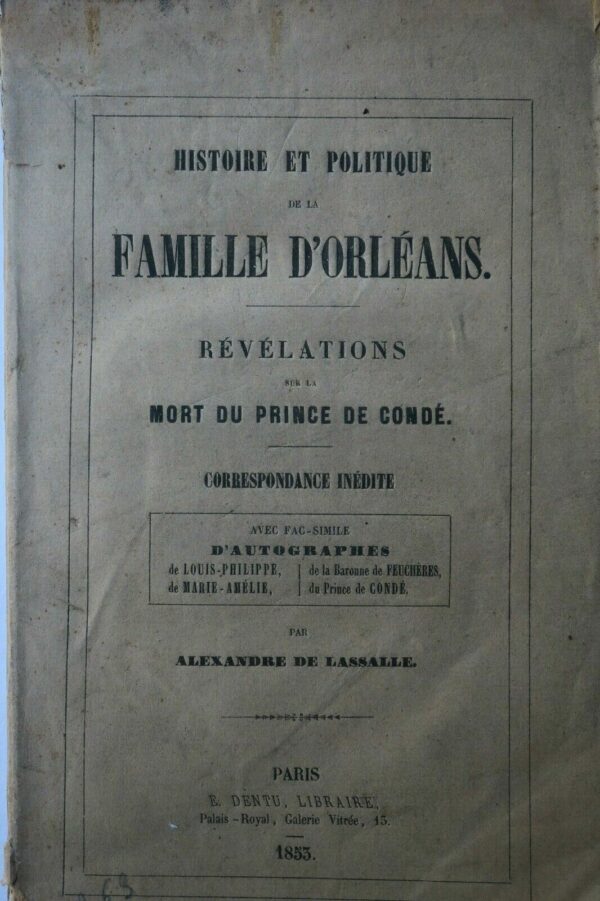 HISTOIRE ET POLITIQUE
DE LA
FAMILLE D'ORLÉANS.
RÉVÉLATIONS
SUR LA
MORT DU PRINCE DE CONDÉ.
CORRESPONDANCE INÉDITE
AVEC FAC-SIMILE
D'AUTOGRAPHES
de LOUIS-PHILIPPE, de la Baronne de FEUCHÈRES,
de MARIE-AMÉLIE, du Prince de CONDÉ.
PAR
ALEXANDRE DE LASSALLE.
PARIS
E. DENTU, LIBRAIRE,
Palais-Royal, Galerie Vitrée, 13.
1853.